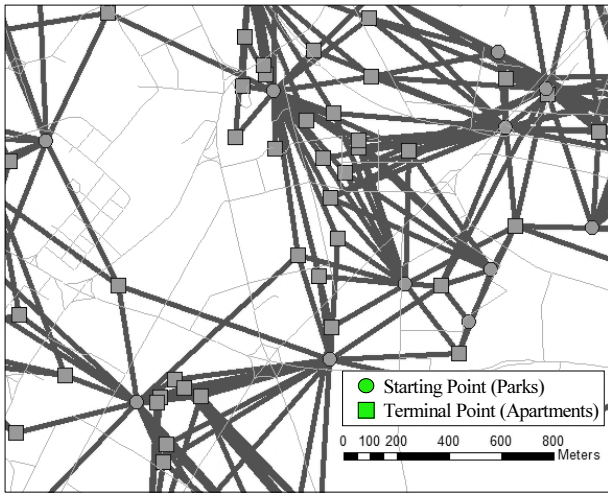 Starting Point (Parks)
Terminal Point (Apartments)
0 100 200 400 600 800
Meters